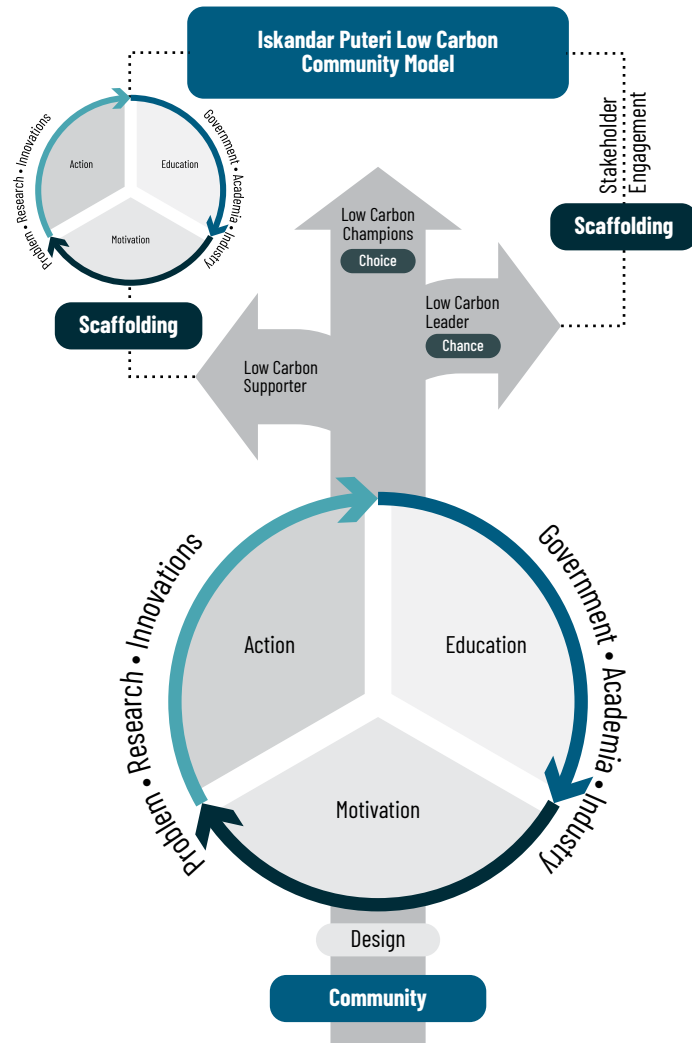 Iskandar Puteri Low Carbon
Community Model
Problem • Research • Innovations
Government • Academia • Industry
Action
Education
Motivation
Scaffolding
Stakeholder
Engagement
Scaffolding
Low Carbon
Champions
Choice
Low Carbon
Leader
Chance
Low Carbon
Supporter
Problem • Research • Innovations
Government • Academia • Industry
Action
Education
Motivation
Design
Community